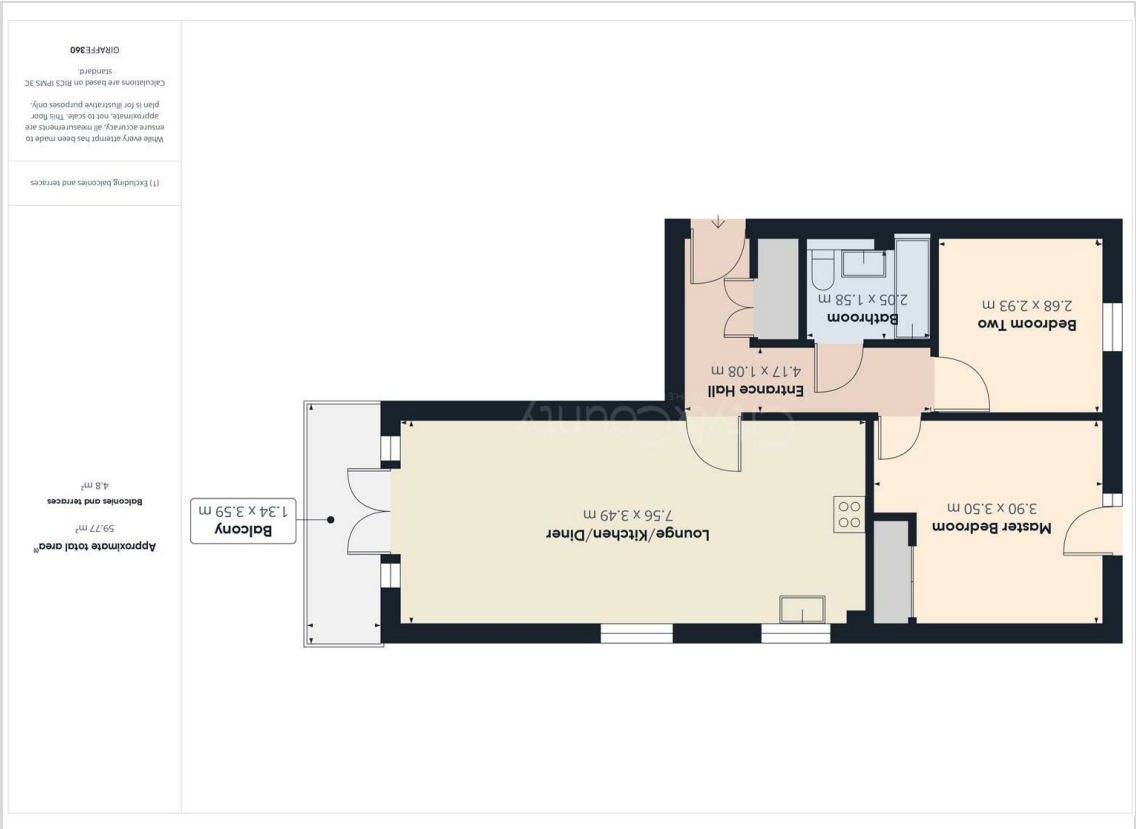 Master Bedroom
3.90 x 3.50 m
Lounge/Kitchen/Diner
7.56 x 3.49 m
Balcony
1.34 x 3.59 m
Entrance Hall
4.17 x 1.08 m
Bedroom Two
2.68 x 2.93 m
Bathroom
2.05 x 1.58 m
Approximate total area⁽¹⁾
59.77 m²
Balconies and terraces
4.8 m²
(1) Excluding balconies and terraces
While every attempt has been made to
ensure accuracy, all measurements are
approximate, not to scale. This floor
plan is for illustrative purposes only.
Calculations are based on RICS IPMS 3C
standard.
GIRAFFE360